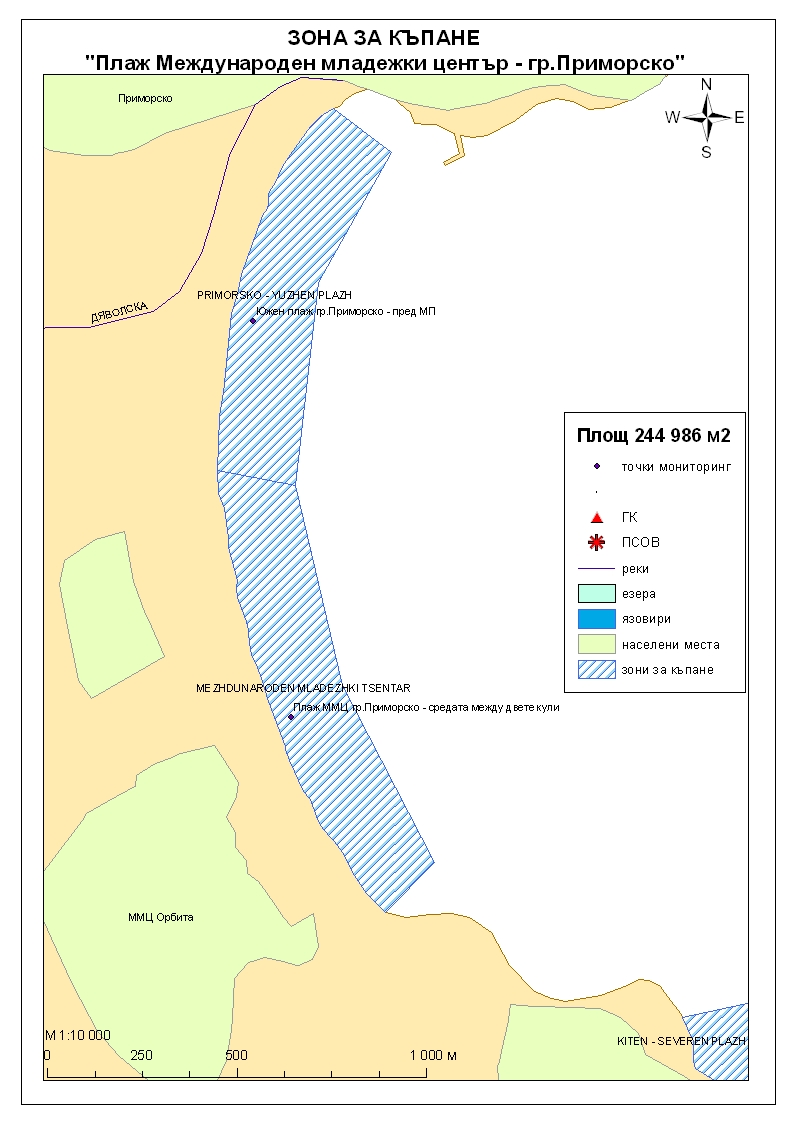 ЗОНА ЗА КЪПАНЕ
"Плаж Международен младежки център - гр.Приморско"
N
W E
S
Приморско
ДЯВОЛСКА
PRIMORSKO - YUZHEN PLAZH
Южен плаж гр.Приморско - пред МП
Площ 244 986 м2
точки мониторинг
ГК
ПСОВ
реки
езера
язовири
населени места
зони за къпане
MEZHDUNARODEN MLADEZHKI TSENTAR
Плаж ММЦ гр.Приморско - средата между двете кули
ММЦ Орбита
М 1:10 000
0 250 500 1 000 м
KITEN - SEVEREN PLAZH